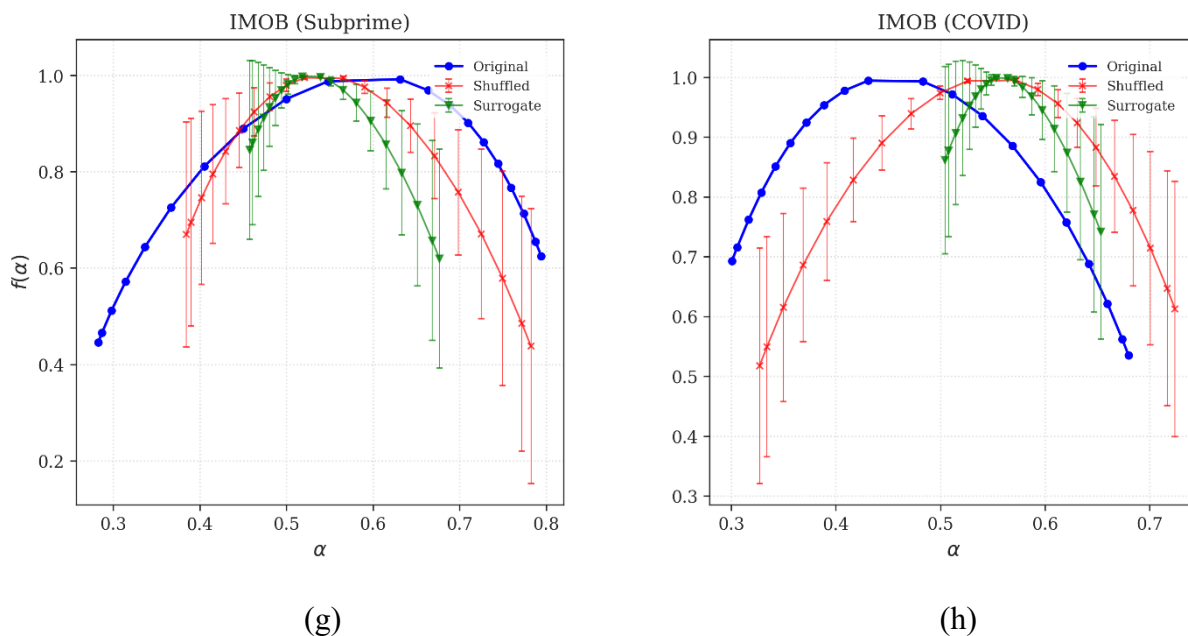 IMOB (Subprime)
1.0
0.8
0.6
0.4
0.2
f(α)
Original
Shuffled
Surrogate
0.3 0.4 0.5 0.6 0.7 0.8
α
(g)
IMOB (COVID)
1.0
0.9
0.8
0.7
0.6
0.5
0.4
0.3
Original
Shuffled
Surrogate
0.3 0.4 0.5 0.6 0.7
α
(h)